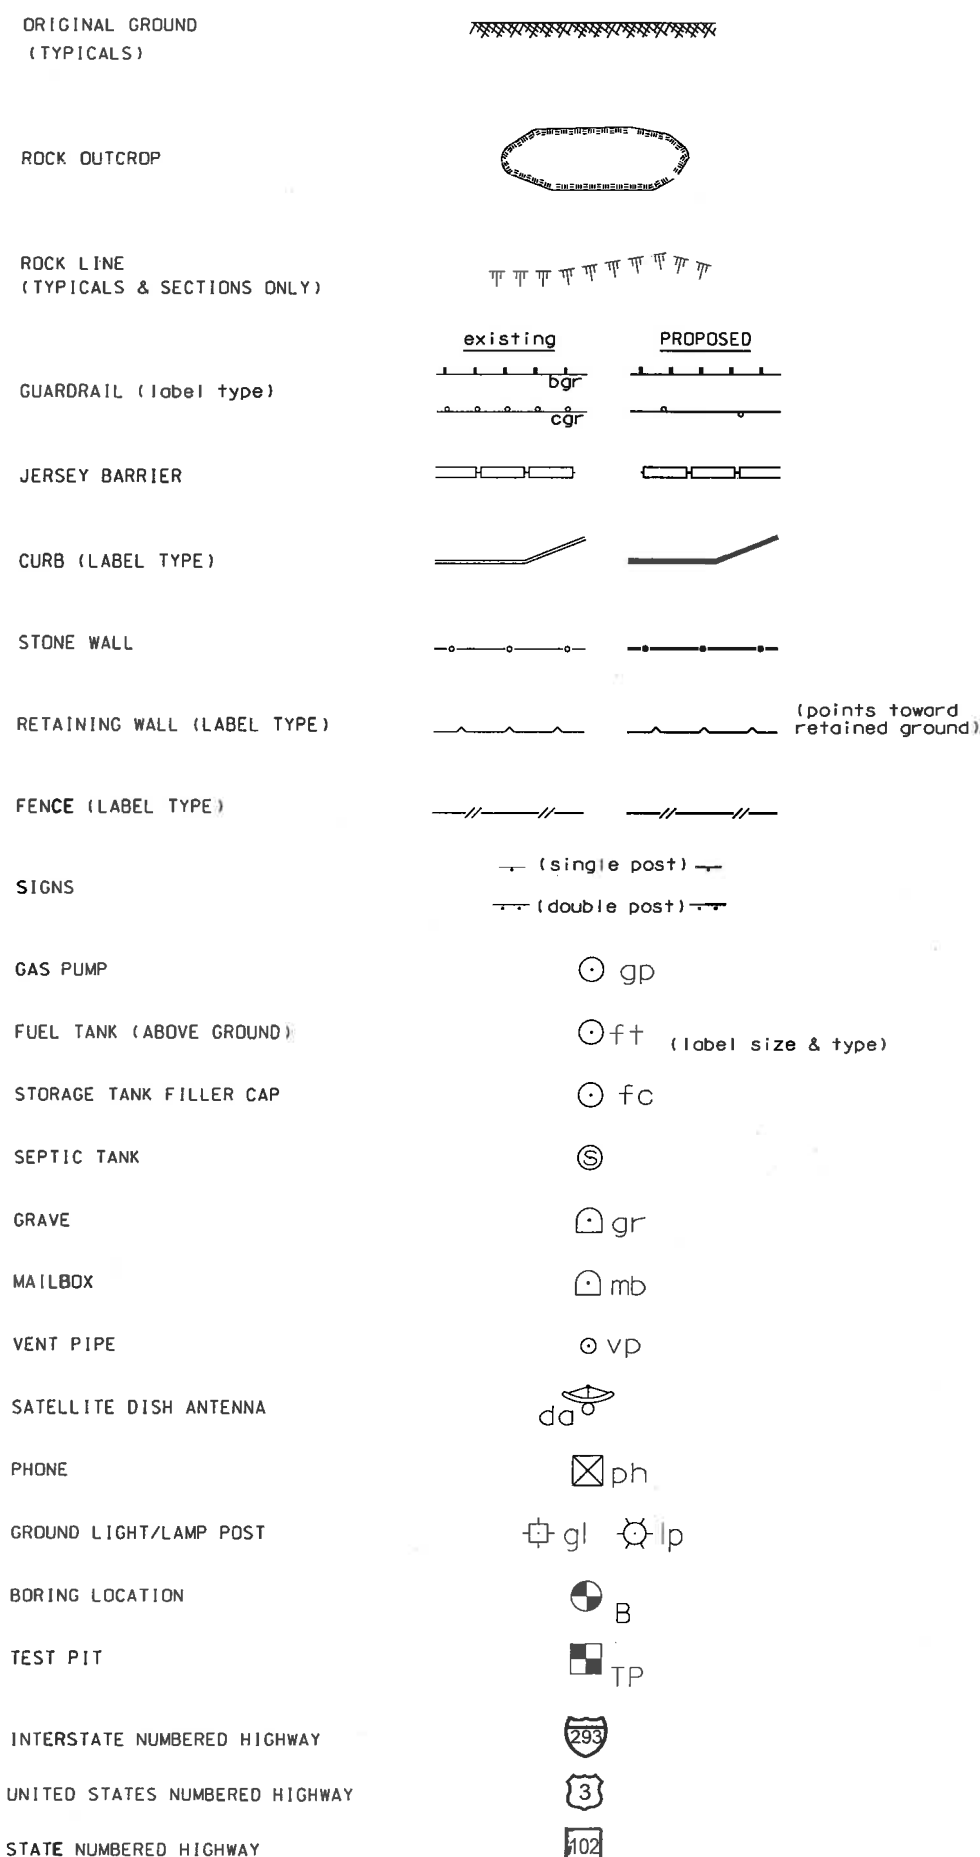 ORIGINAL GROUND
(TYPICALS)
ROCK OUTCROP
ROCK LINE
(TYPICALS & SECTIONS ONLY)
existing PROPOSED
GUARDRAIL (label type)
bgr
cgr
JERSEY BARRIER
CURB (LABEL TYPE)
STONE WALL
RETAINING WALL (LABEL TYPE)
(points toward
retained ground)
FENCE (LABEL TYPE)
SIGNS
(single post)
(double post)
GAS PUMP gp
FUEL TANK (ABOVE GROUND) ft (label size & type)
STORAGE TANK FILLER CAP fc
SEPTIC TANK S
GRAVE gr
MAILBOX mb
VENT PIPE vp
SATELLITE DISH ANTENNA da
PHONE ph
GROUND LIGHT/LAMP POST gl lp
BORING LOCATION B
TEST PIT TP
INTERSTATE NUMBERED HIGHWAY 293
UNITED STATES NUMBERED HIGHWAY 3
STATE NUMBERED HIGHWAY 102